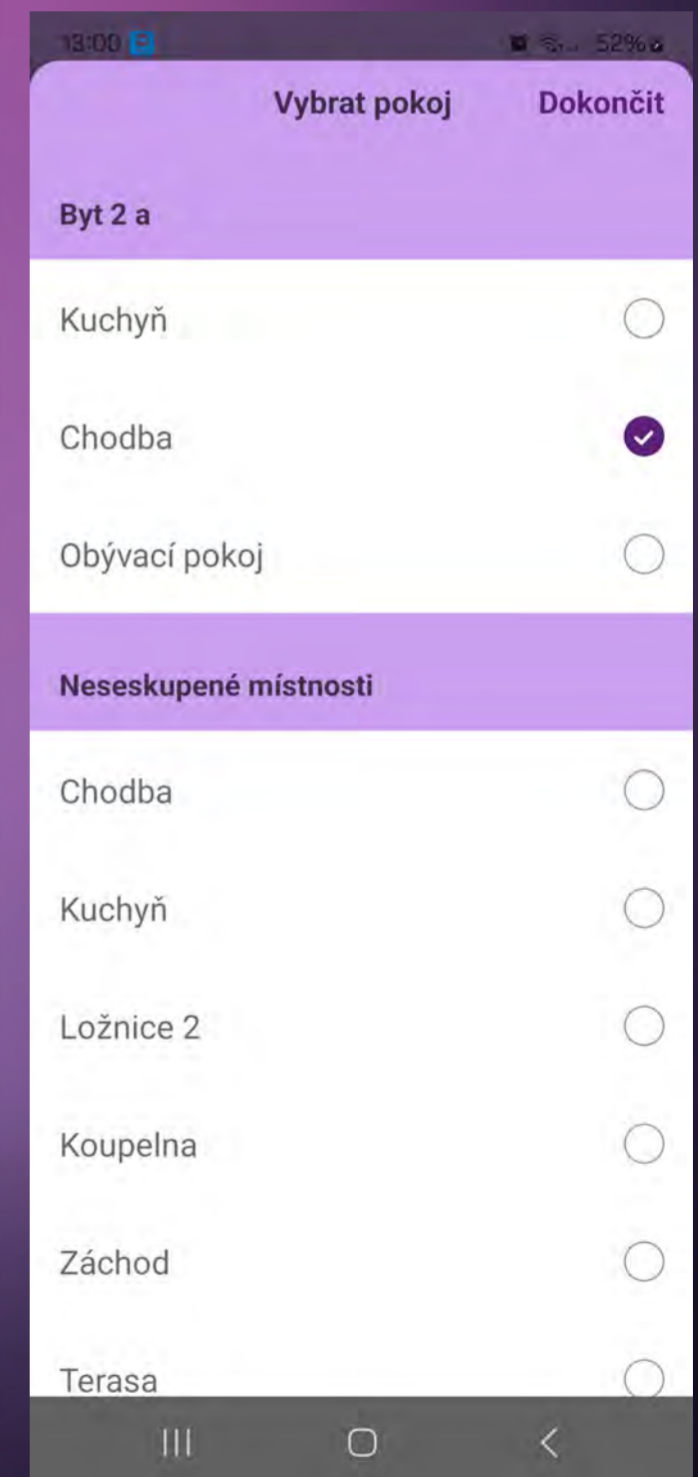 13:00
52%
Vybrat pokoj Dokončit
Byt 2 a
Kuchyň
Chodba
Obývací pokoj
Neseskupené místnosti
Chodba
Kuchyň
Ložnice 2
Koupelna
Záchod
Terasa